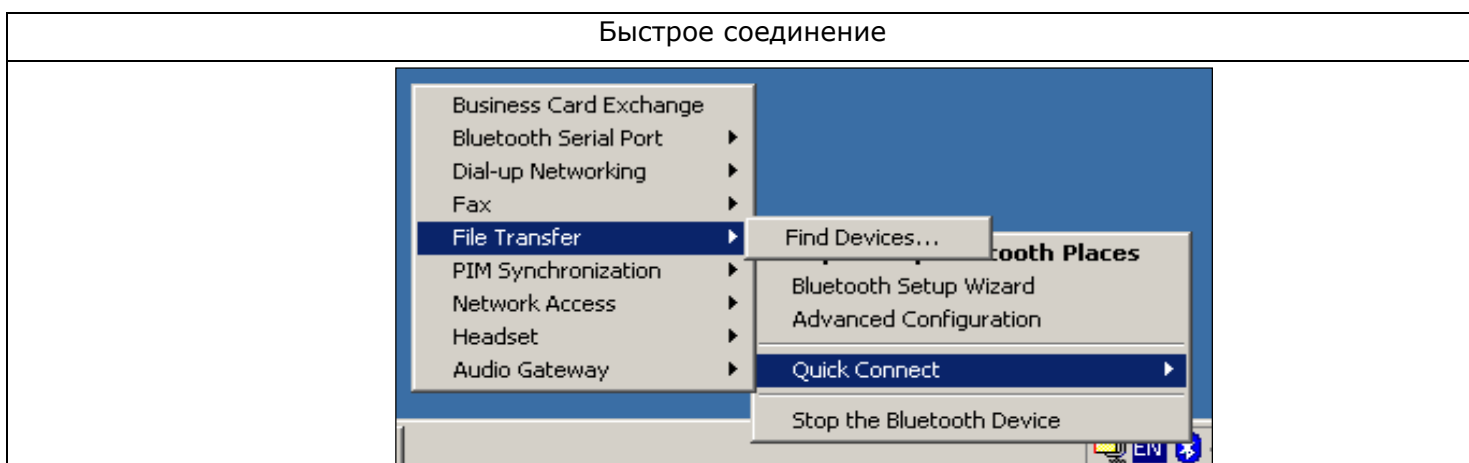 Быстрое соединение
Business Card Exchange
Bluetooth Serial Port
Dial-up Networking
Fax
File Transfer
PIM Synchronization
Network Access
Headset
Audio Gateway
Find Devices...
Places
Bluetooth Setup Wizard
Advanced Configuration
Quick Connect
Stop the Bluetooth Device
EN